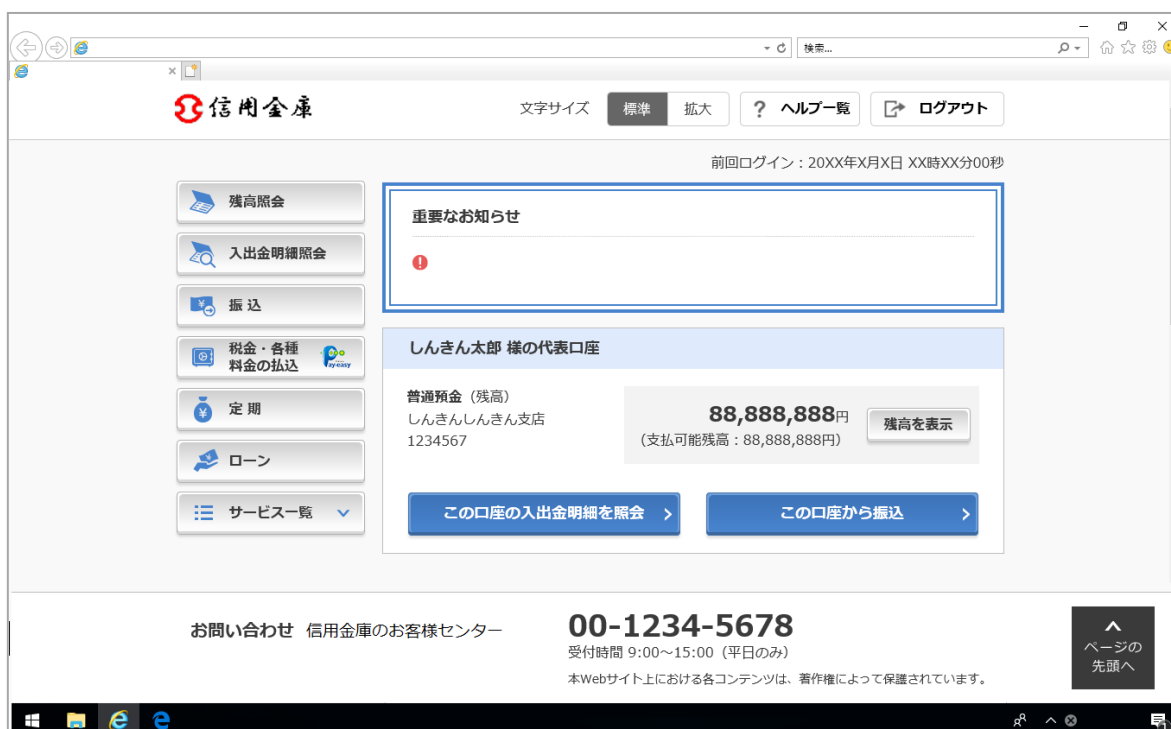 検索...
信用金庫
文字サイズ 標準 拡大 ? ヘルプ一覧 ログアウト
前回ログイン：20XX年X月X日 XX時XX分00秒
残高照会
入出金明細照会
振込
税金・各種
料金の払込
Pay-easy
定期
ローン
サービス一覧
重要なお知らせ
しんきん太郎 様の代表口座
普通預金（残高）
しんきんしんきん支店
1234567
88,888,888円
（支払可能残高：88,888,888円）
残高を表示
この口座の入出金明細を照会
この口座から振込
お問い合わせ 信用金庫のお客様センター
00-1234-5678
受付時間 9:00～15:00（平日のみ）
本Webサイト上における各コンテンツは、著作権によって保護されています。
ページの
先頭へ